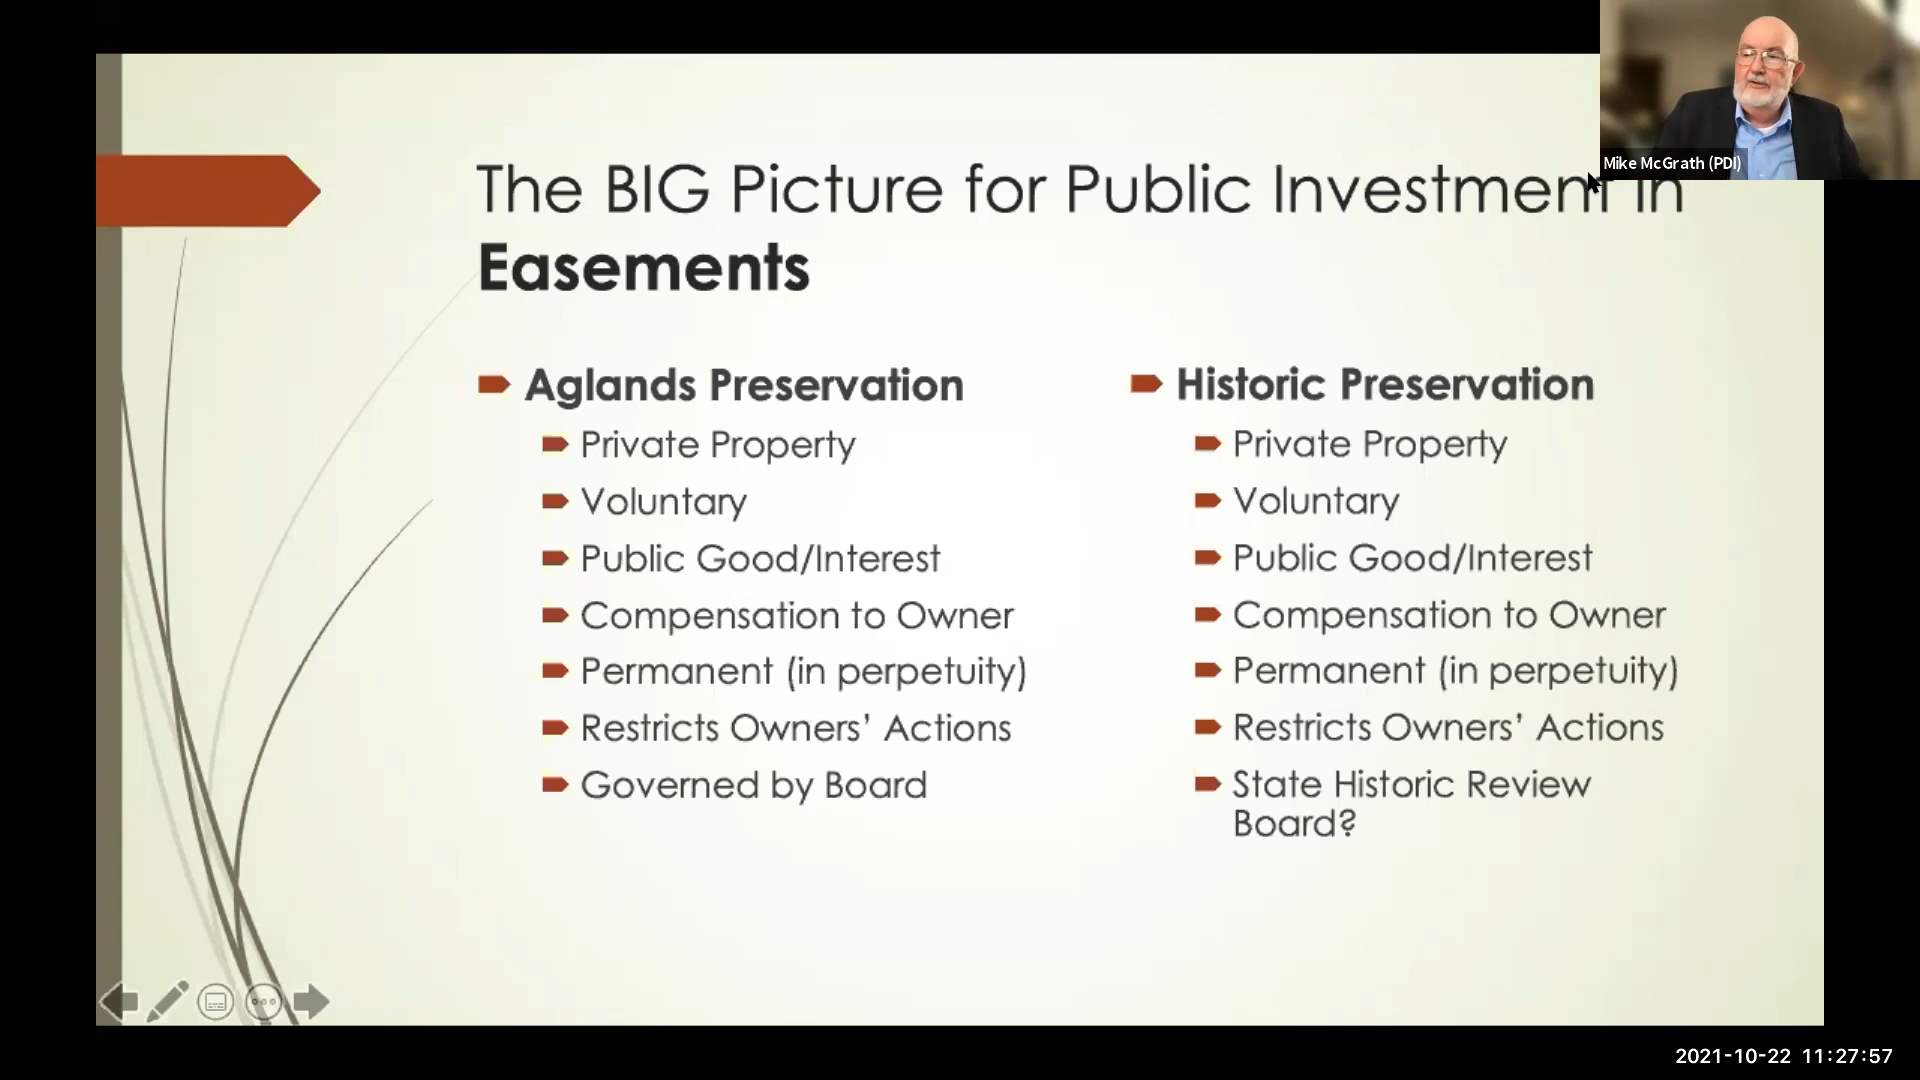 Mike McGrath (PDI)
The BIG Picture for Public Investment in
Easements
Aglands Preservation
Private Property
Voluntary
Public Good/Interest
Compensation to Owner
Permanent (in perpetuity)
Restricts Owners’ Actions
Governed by Board
Historic Preservation
Private Property
Voluntary
Public Good/Interest
Compensation to Owner
Permanent (in perpetuity)
Restricts Owners’ Actions
State Historic Review
Board?
2021-10-22 11:27:57